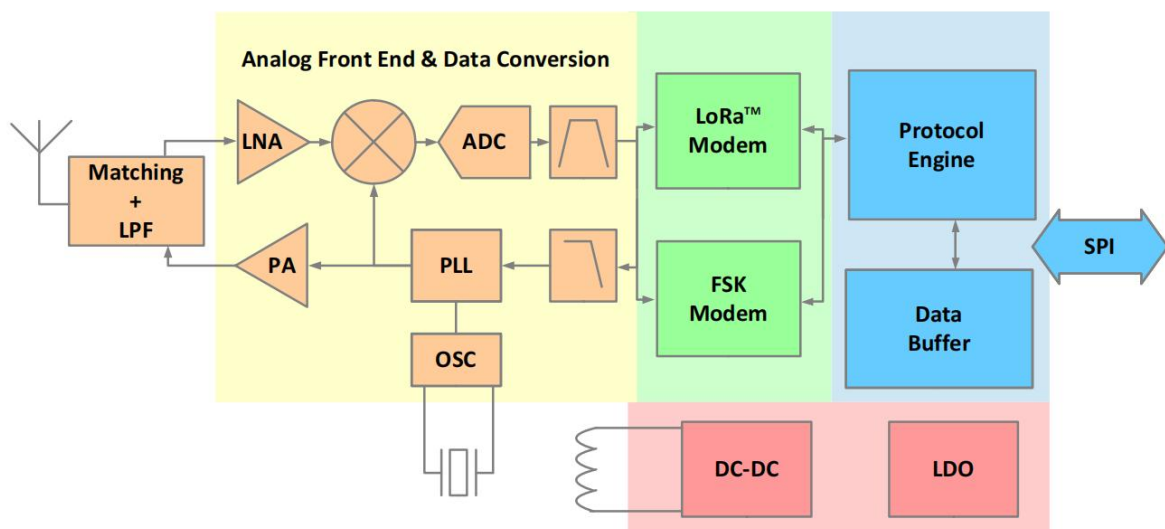 Analog Front End & Data Conversion
LNA
ADC
LoRa™
Modem
Protocol
Engine
Matching
+
LPF
PA
PLL
FSK
Modem
SPI
Data
Buffer
OSC
DC-DC
LDO